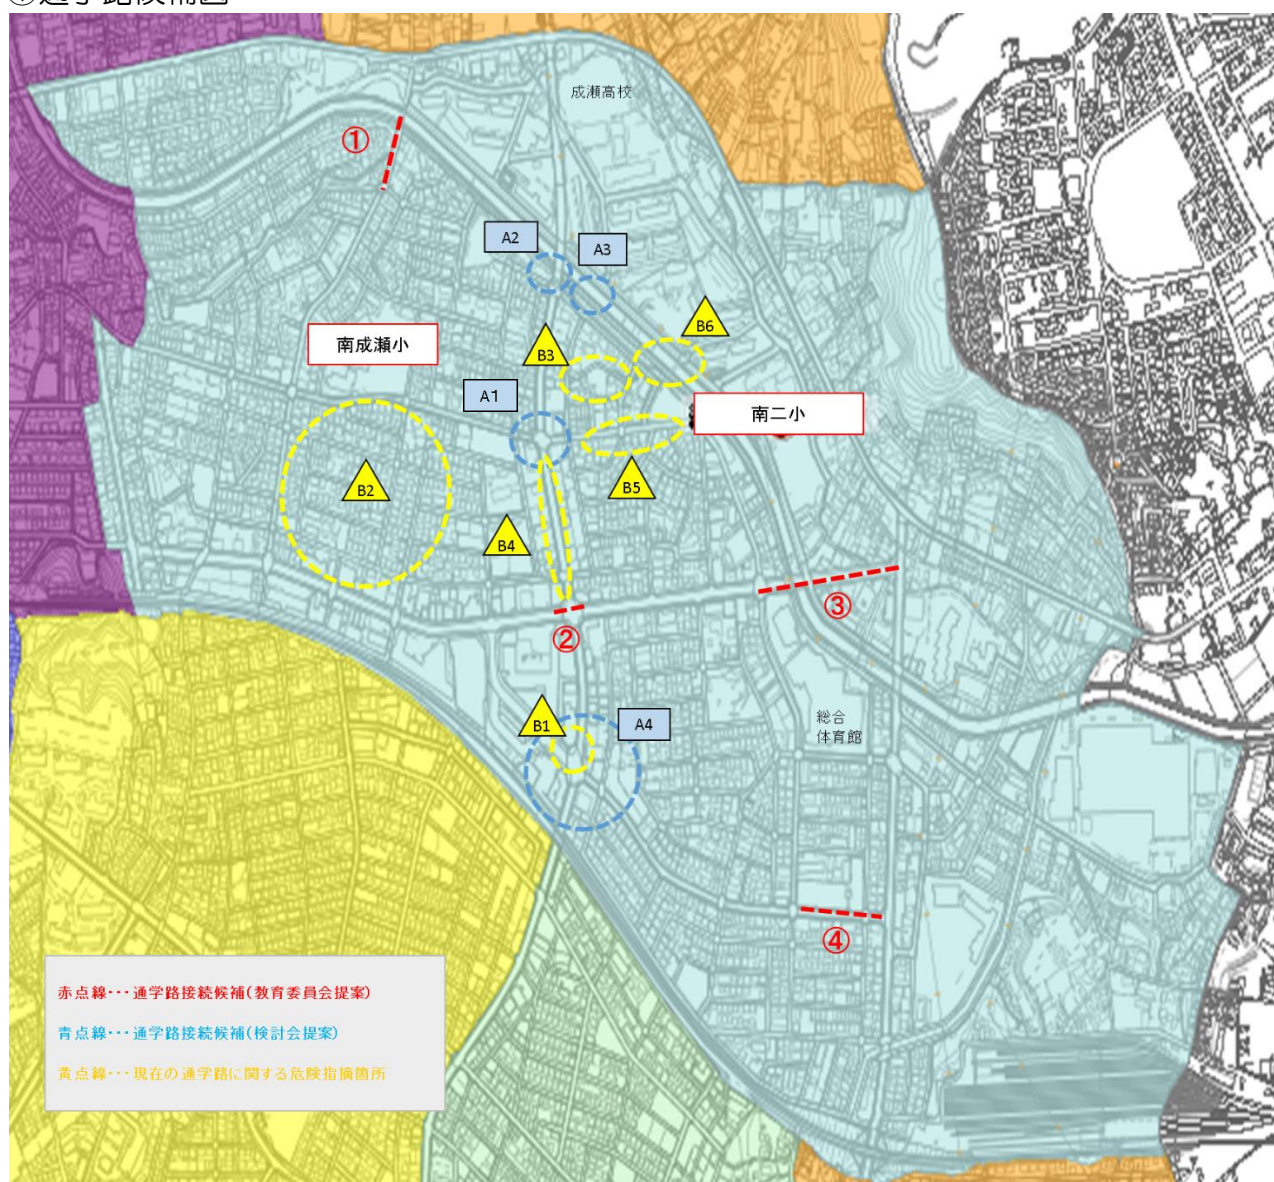 通学路候補図
成瀬高校
①
A2
A3
B6
南成瀬小
B3
A1
南二小
B2
B5
B4
③
②
B1
A4
総合
体育館
④
赤点線・・・通学路接続候補(教育委員会提案)
青点線・・・通学路接続候補(検討会提案)
黄点線・・・現在の通学路に関する危険指摘箇所